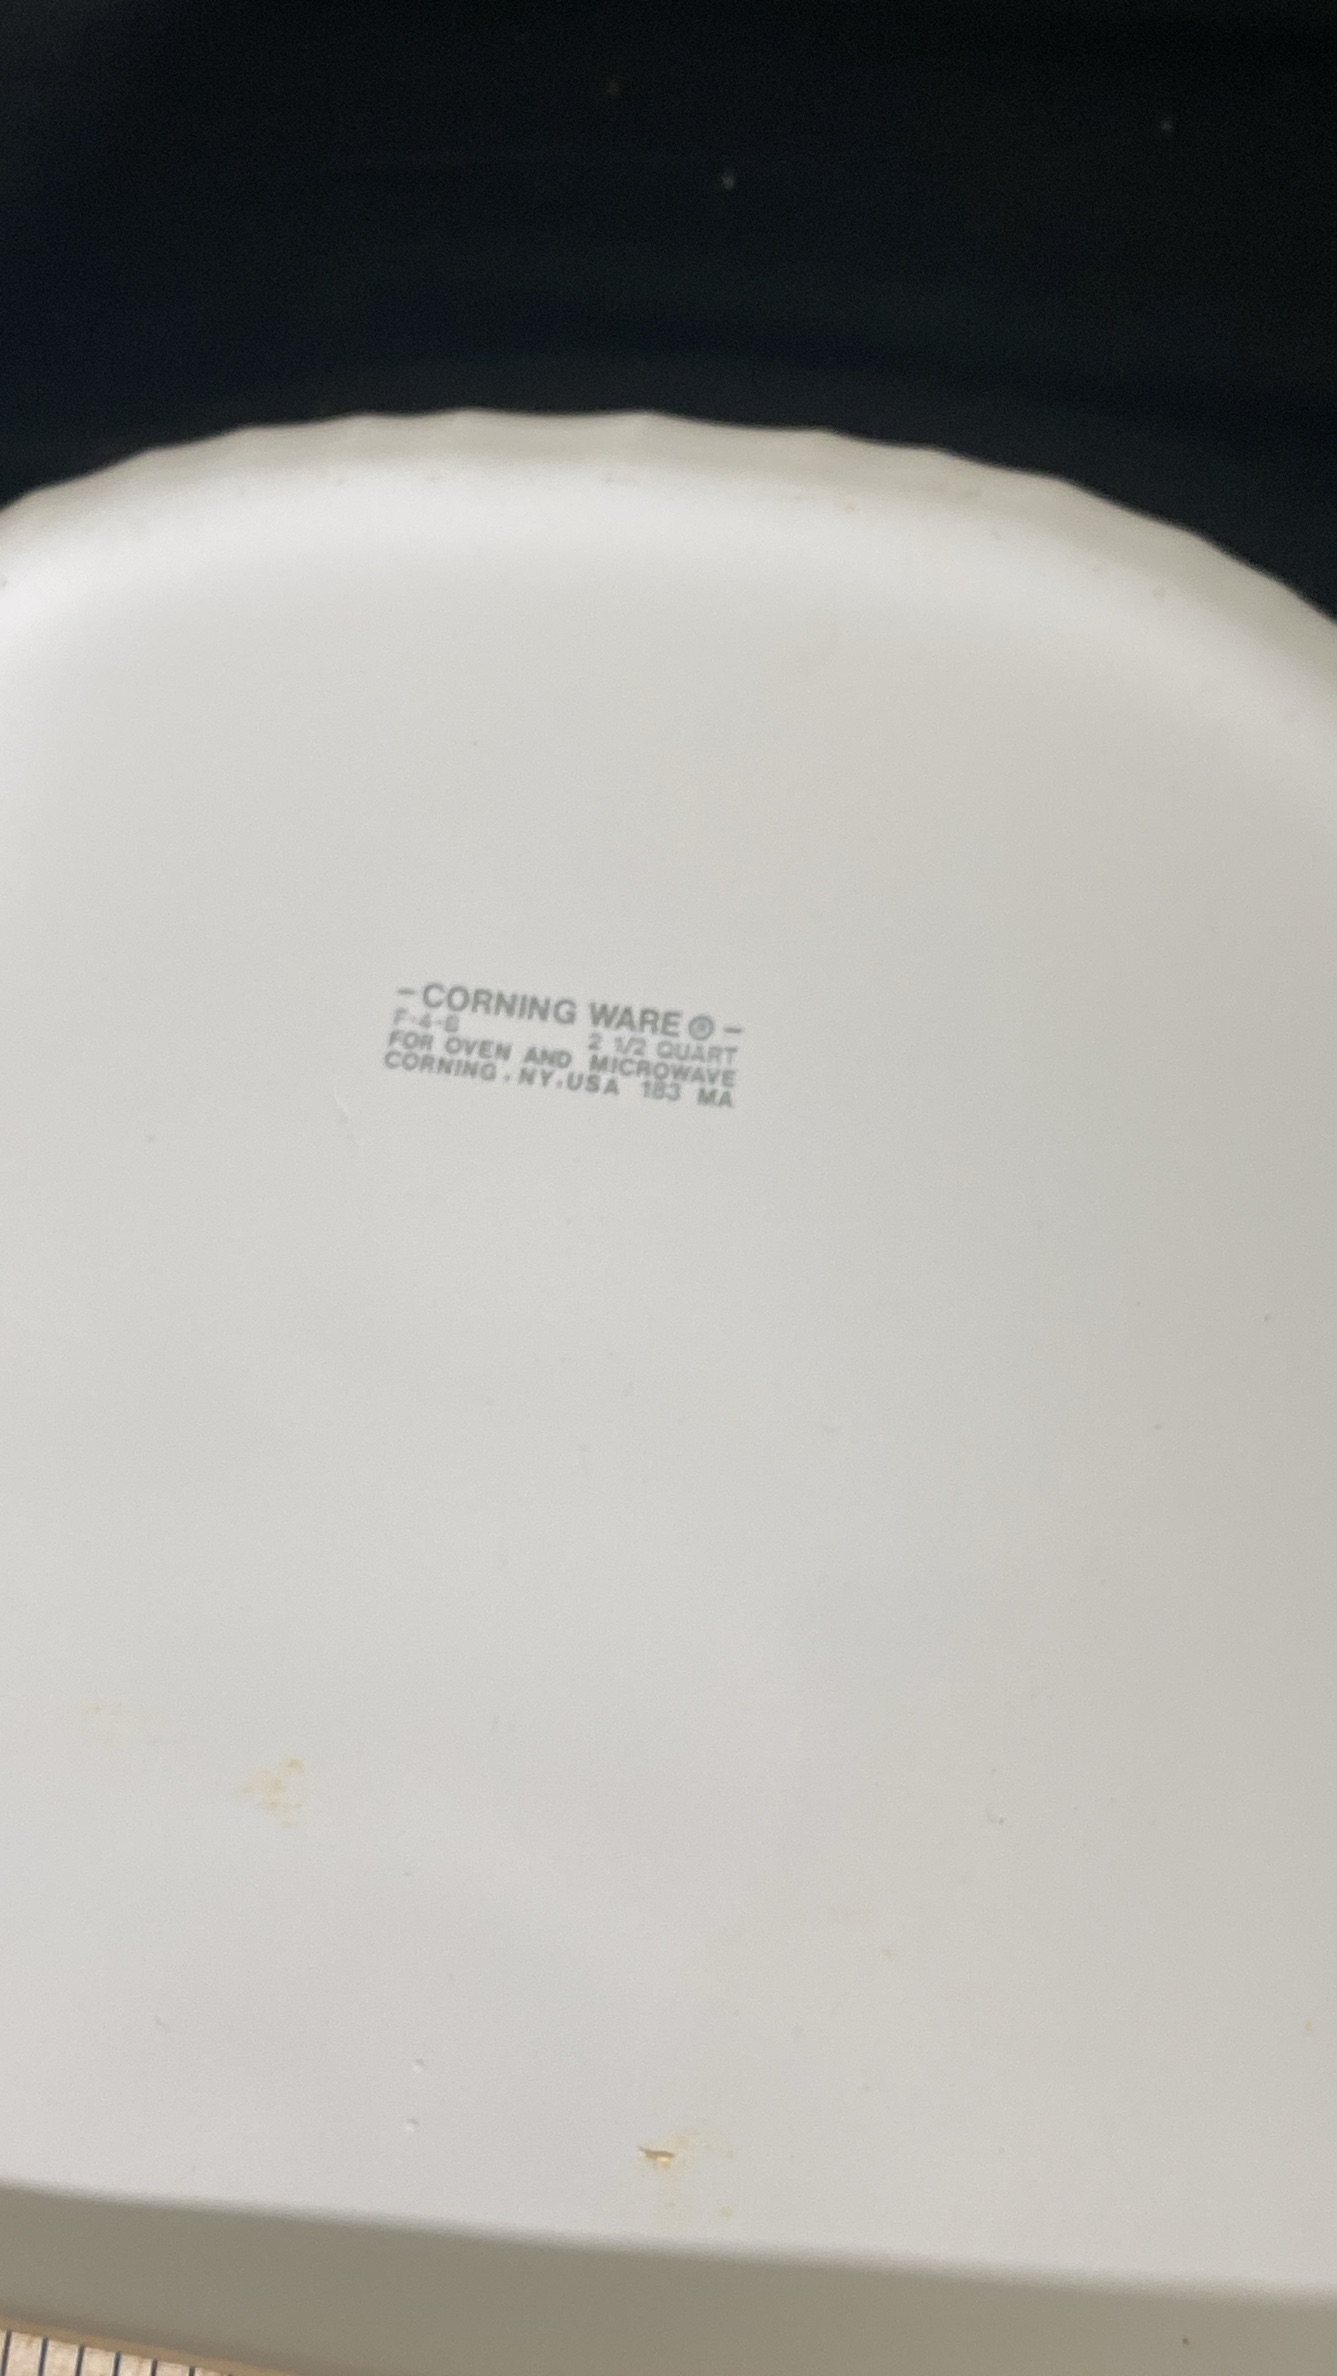 -CORNING WARE®-
F-4-B 2 1/2 QUART
FOR OVEN AND MICROWAVE
CORNING.NY.USA 183 MA